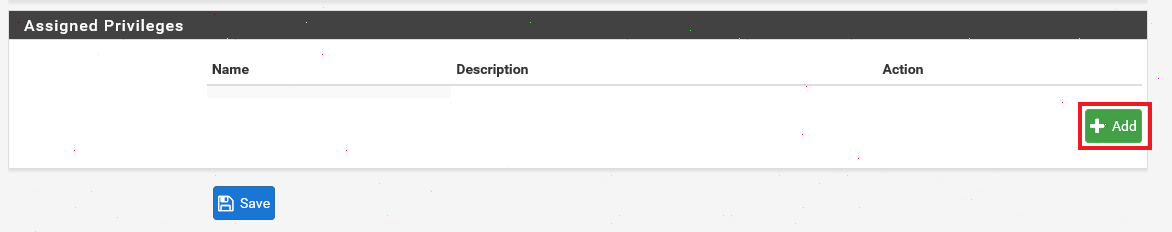 Assigned Privileges
Name Description Action
Add
Save